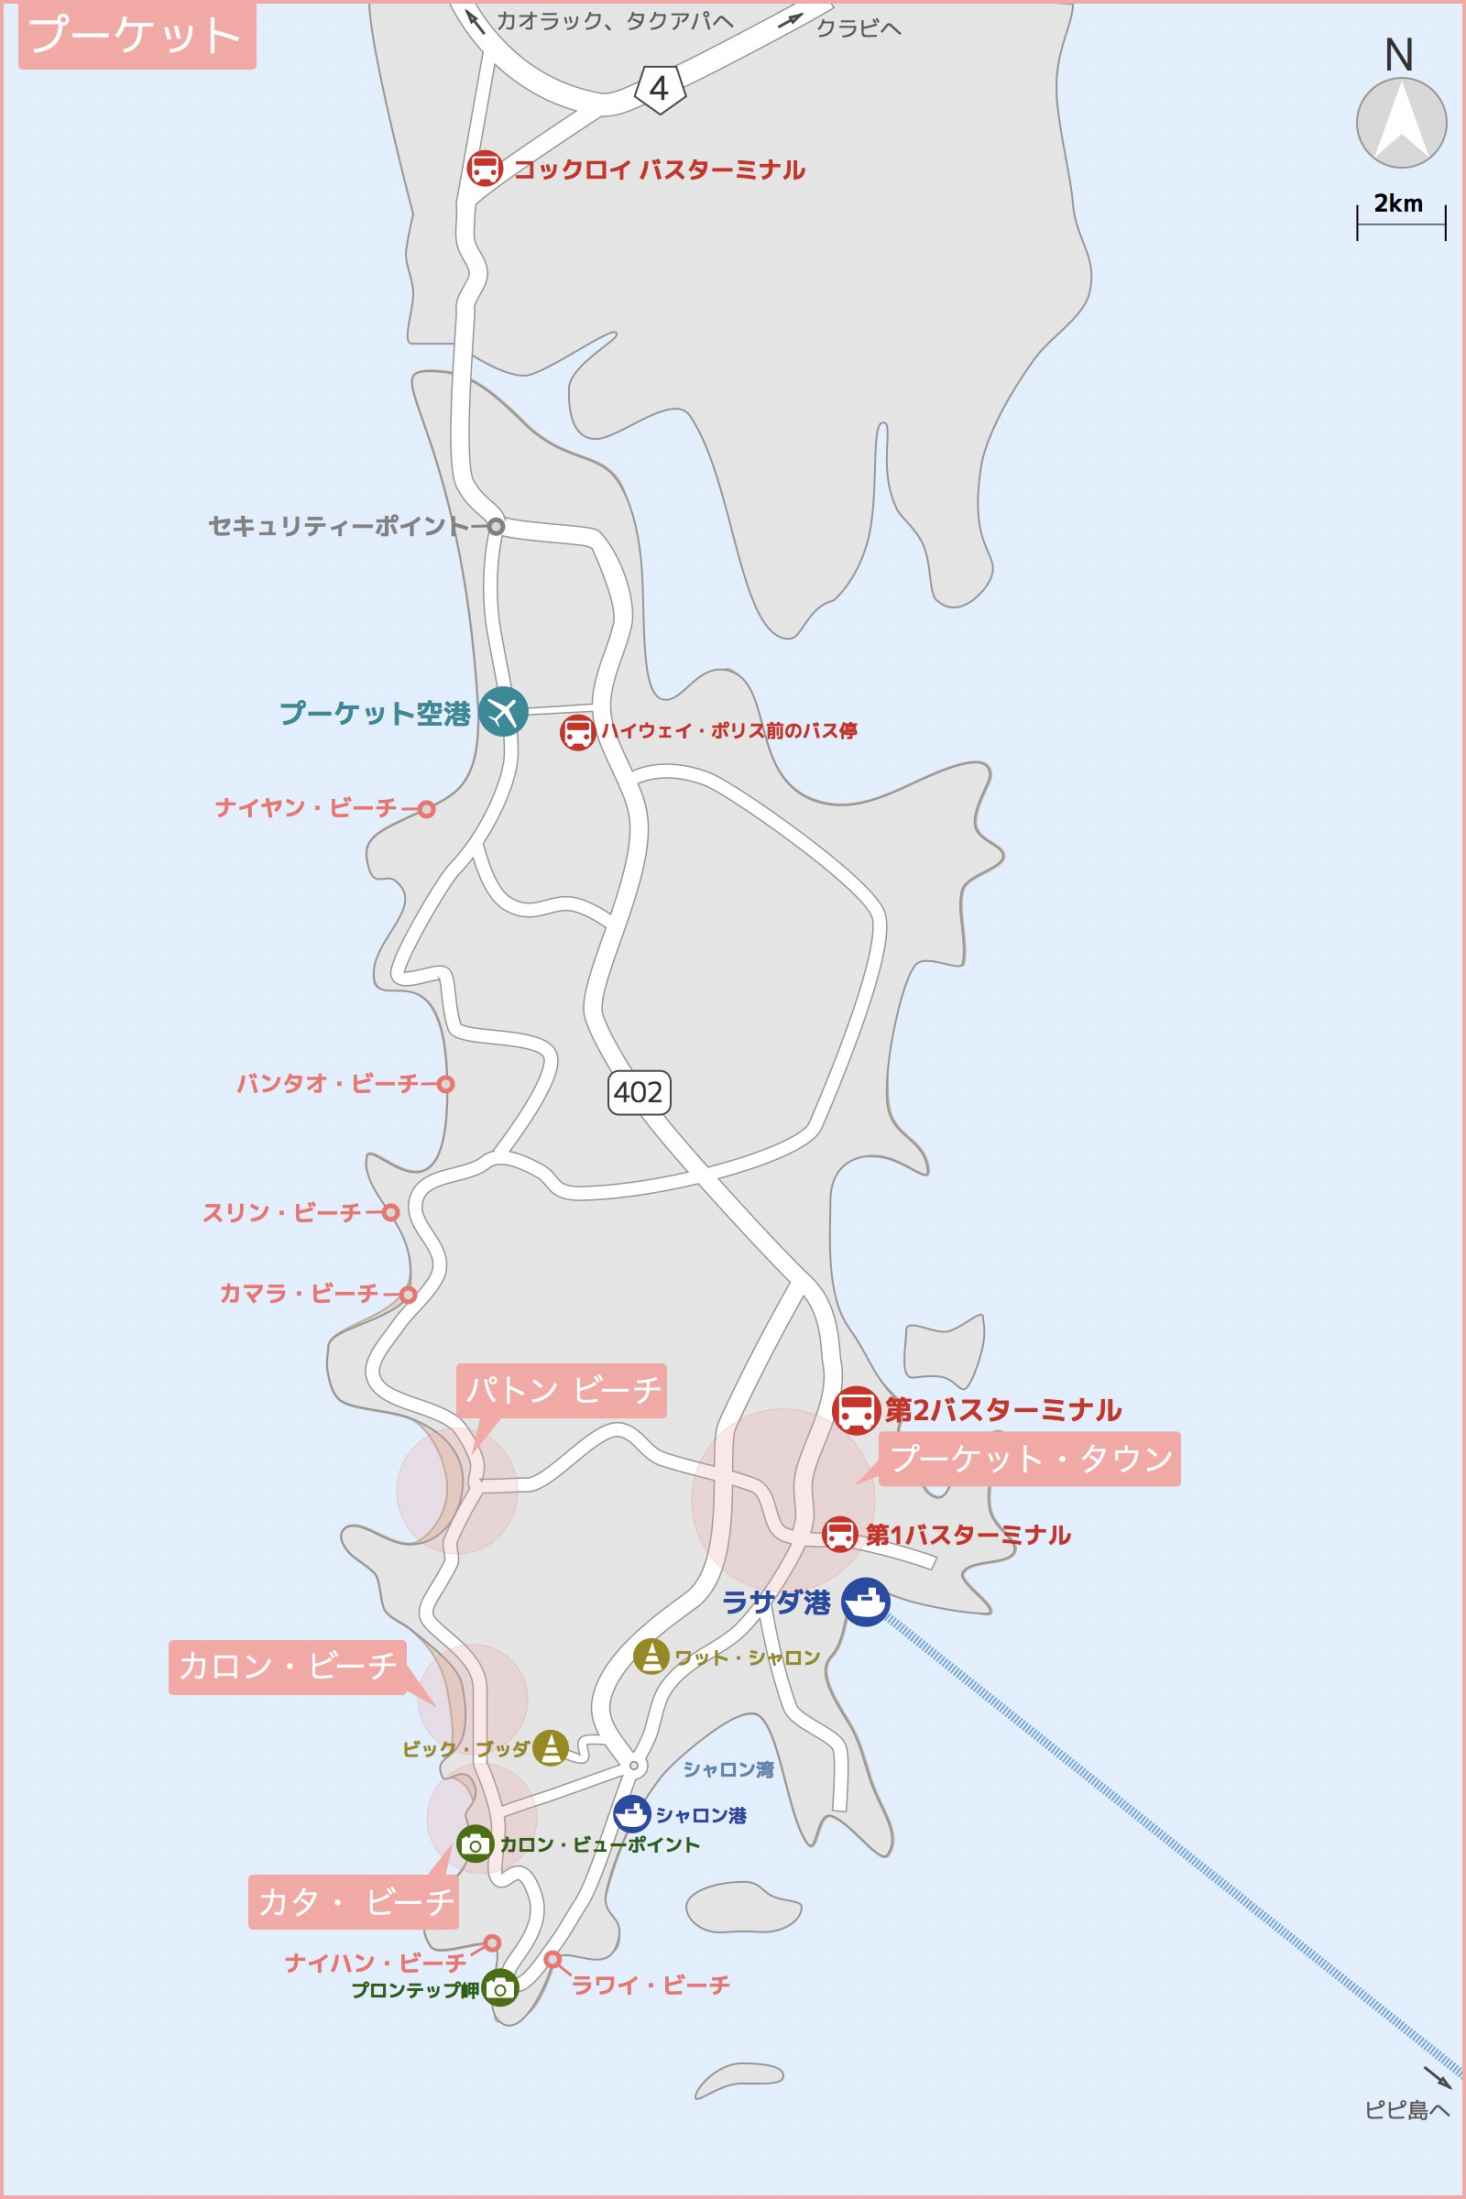 プーケット
カオラック、タクアパへ
クラビへ
N
4
コックロイ バスターミナル
2km
セキュリティーポイント
プーケット空港
ハイウェイ・ポリス前のバス停
ナイヤン・ビーチ
バンタオ・ビーチ
402
スリン・ビーチ
カマラ・ビーチ
パトン ビーチ
第2バスターミナル
プーケット・タウン
第1バスターミナル
ラサダ港
ワット・シャロン
カロン・ビーチ
ビック・ブッダ
シャロン湾
シャロン港
カロン・ビューポイント
カタ・ ビーチ
ナイハン・ビーチ
ラワイ・ビーチ
プロンテップ岬
ピピ島へ